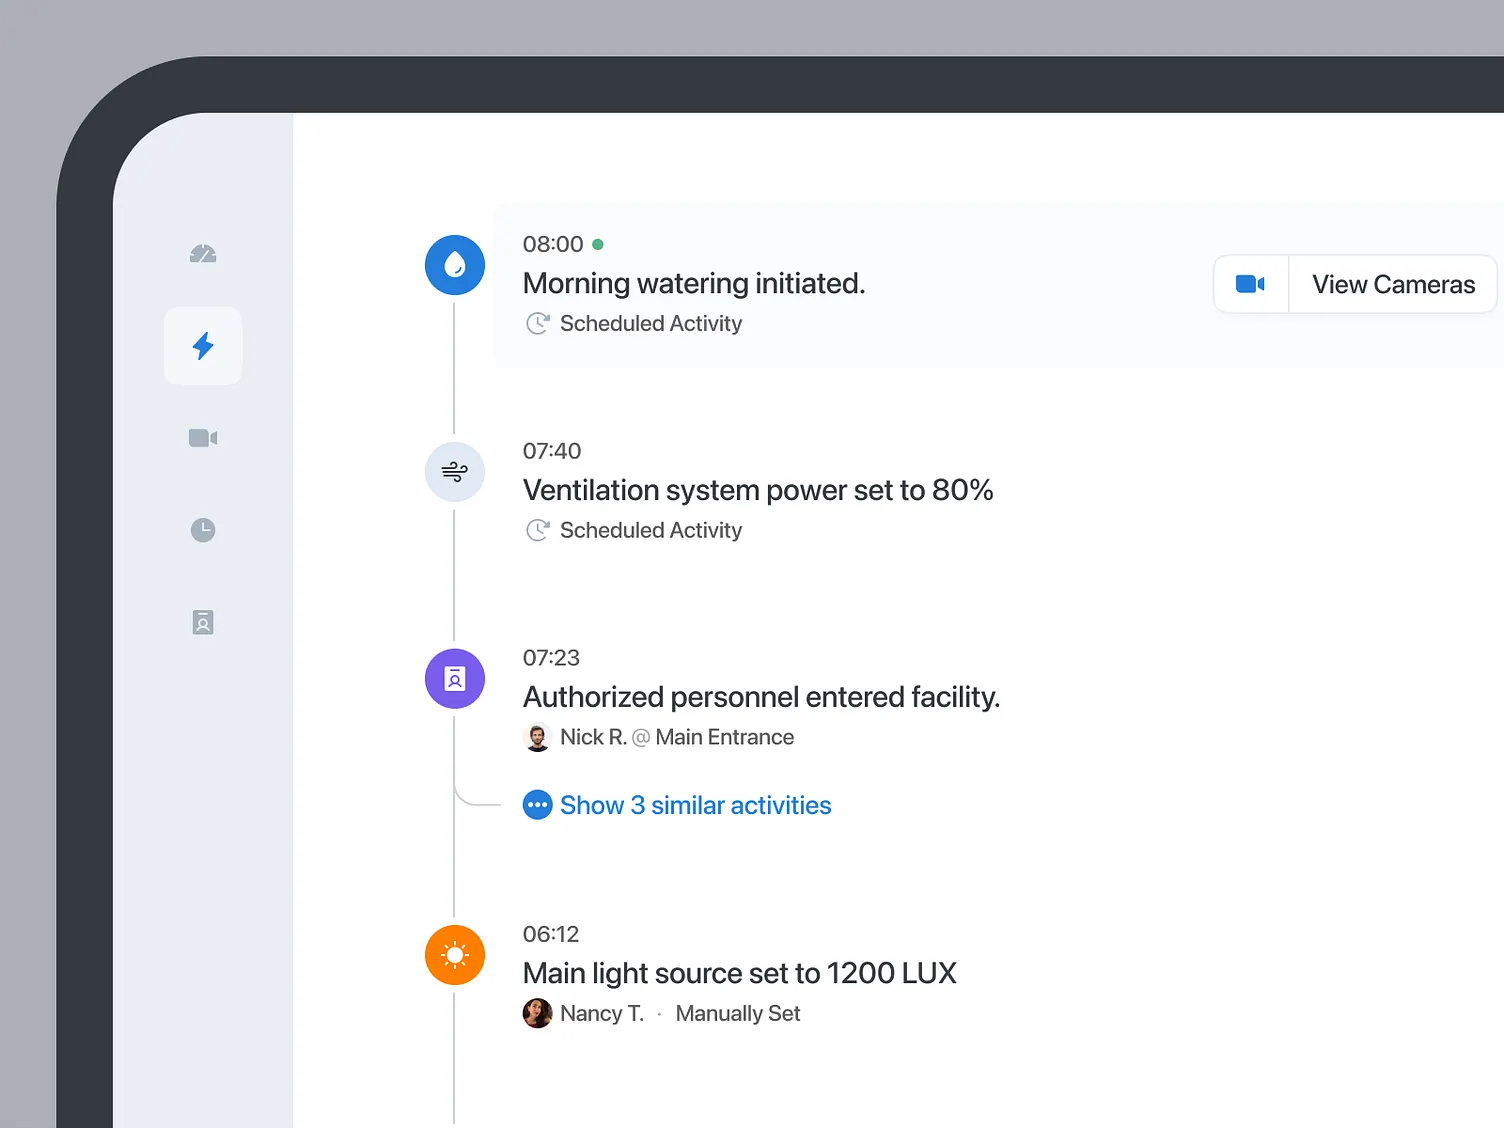 08:00
Morning watering initiated.
Scheduled Activity
View Cameras
07:40
Ventilation system power set to 80%
Scheduled Activity
07:23
Authorized personnel entered facility.
Nick R. @ Main Entrance
Show 3 similar activities
06:12
Main light source set to 1200 LUX
Nancy T. · Manually Set